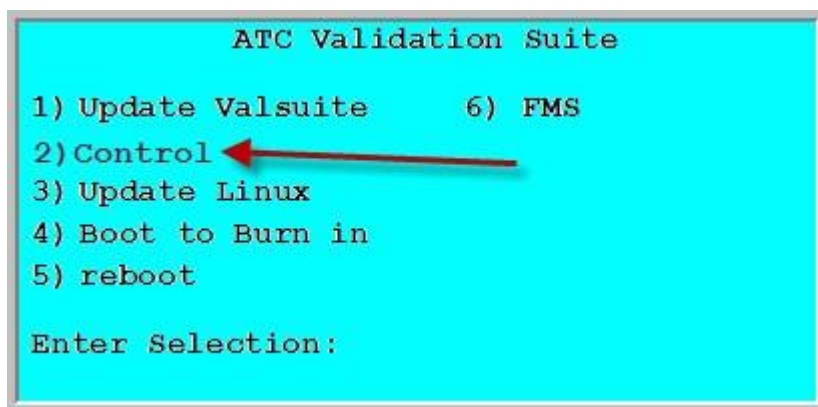 ATC Validation Suite
1) Update Valsuite 6) FMS
2)Control
3) Update Linux
4) Boot to Burn in
5) reboot
Enter Selection: